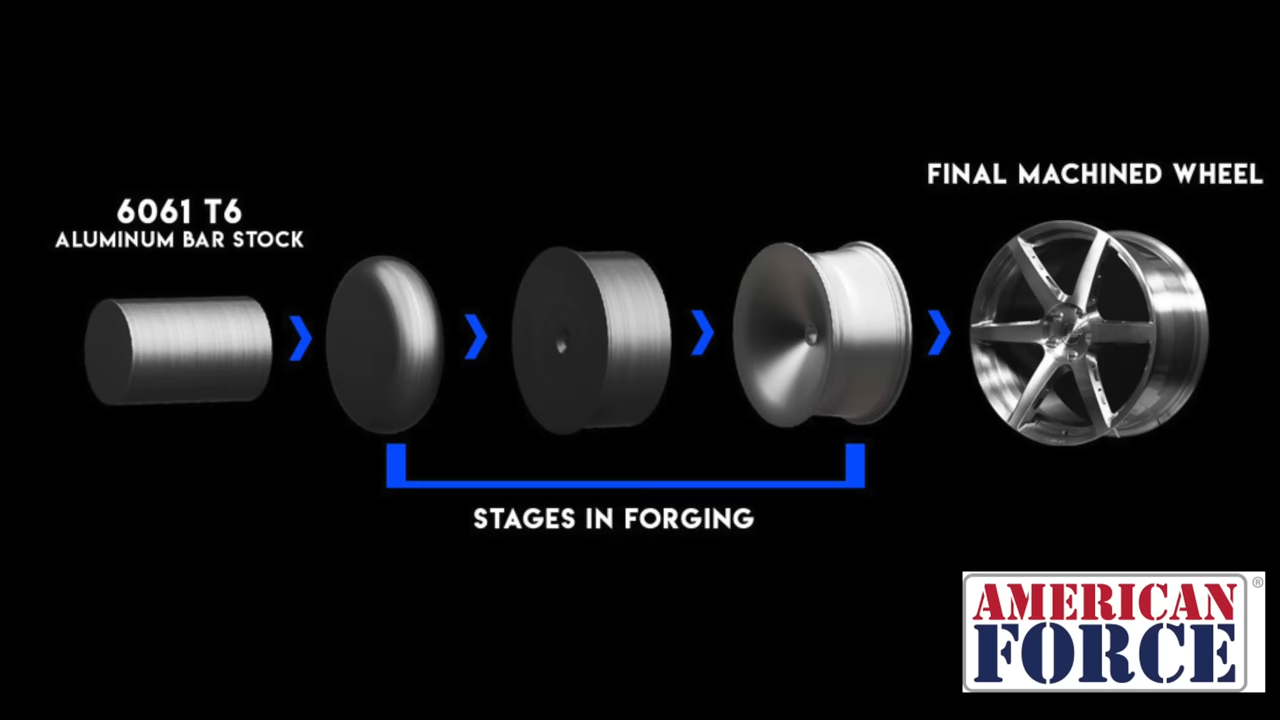 FINAL MACHINED WHEEL
6061 T6
ALUMINUM BAR STOCK
STAGES IN FORGING
AMERICAN
FORCE
®